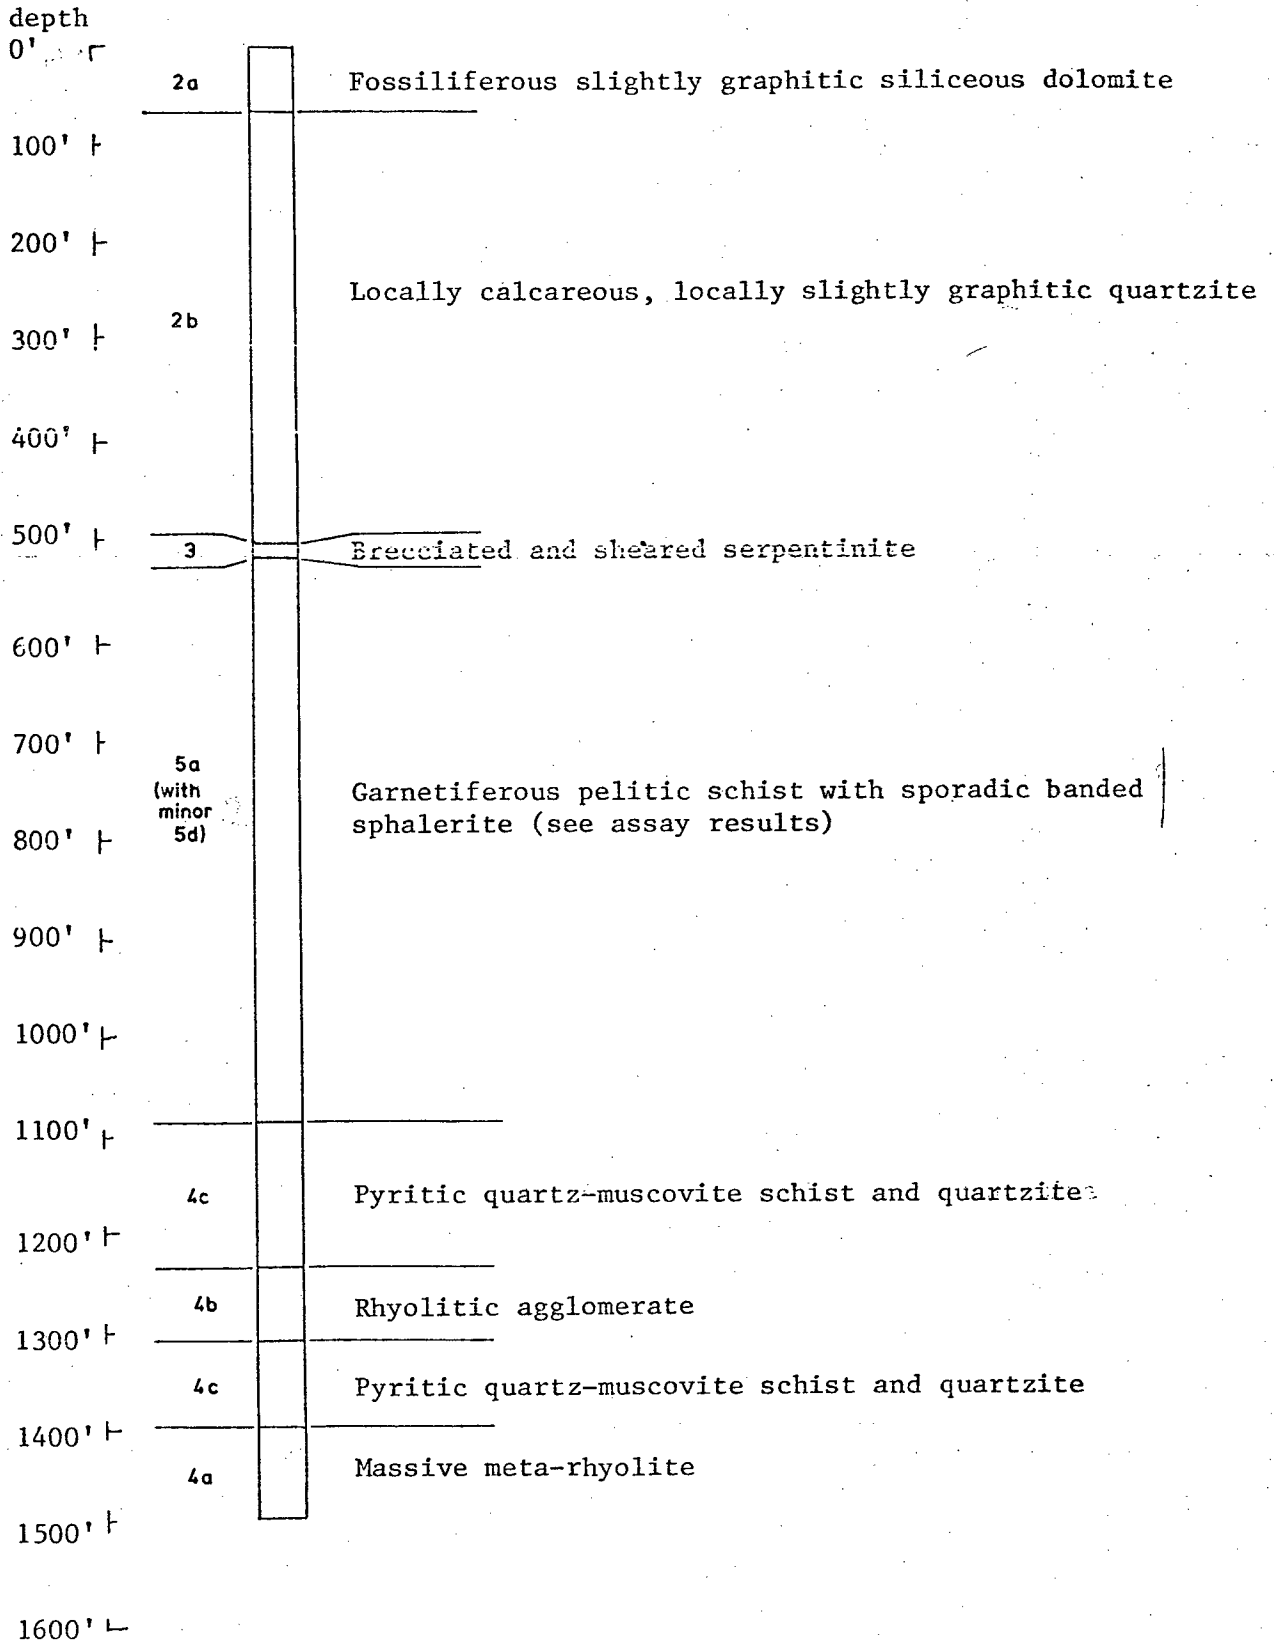 depth
0'
2a Fossiliferous slightly graphitic siliceous dolomite
100'
200'
Locally calcareous, locally slightly graphitic quartzite
2b
300'
400'
500'
3 Brecciated and sheared serpentinite
600'
700'
5a
(with
minor
5d)
Garnetiferous pelitic schist with sporadic banded
sphalerite (see assay results)
800'
900'
1000'
1100'
4c Pyritic quartz-muscovite schist and quartzite
1200'
4b Rhyolitic agglomerate
1300'
4c Pyritic quartz-muscovite schist and quartzite
1400'
4a Massive meta-rhyolite
1500'
1600'